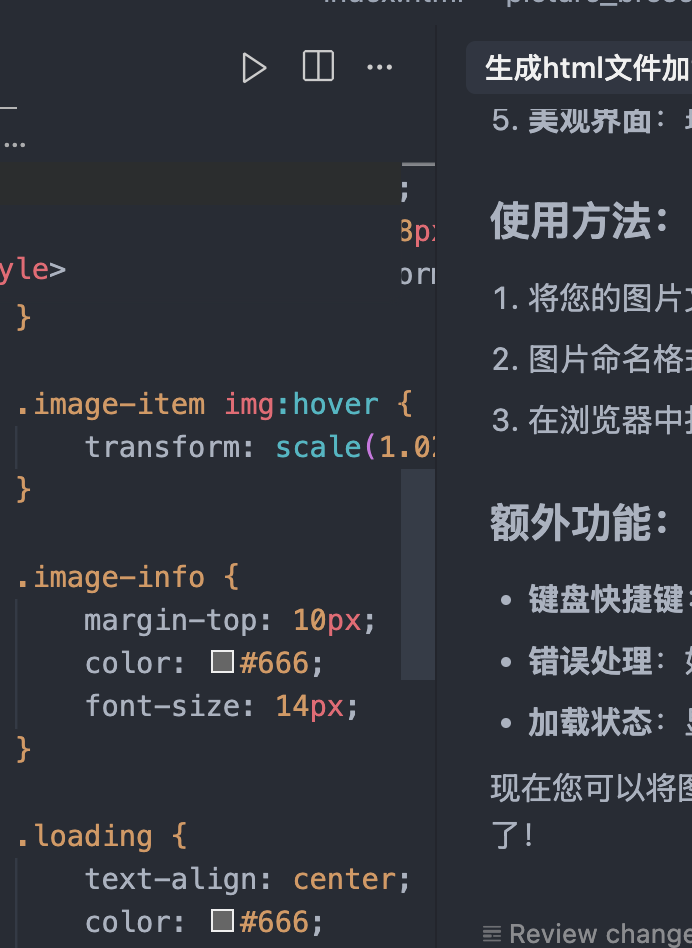 index.html
;
8px
yle>
}
.image-item img:hover {
transform: scale(1.02
}
.image-info {
margin-top: 10px;
color: #666;
font-size: 14px;
}
.loading {
text-align: center;
color: #666;
生成html文件加
5. 美观界面：
使用方法：
1. 将您的图片
2. 图片命名格式
3. 在浏览器中打
额外功能：
• 键盘快捷键：
• 错误处理：如
• 加载状态：显
现在您可以将图
了！
Review change